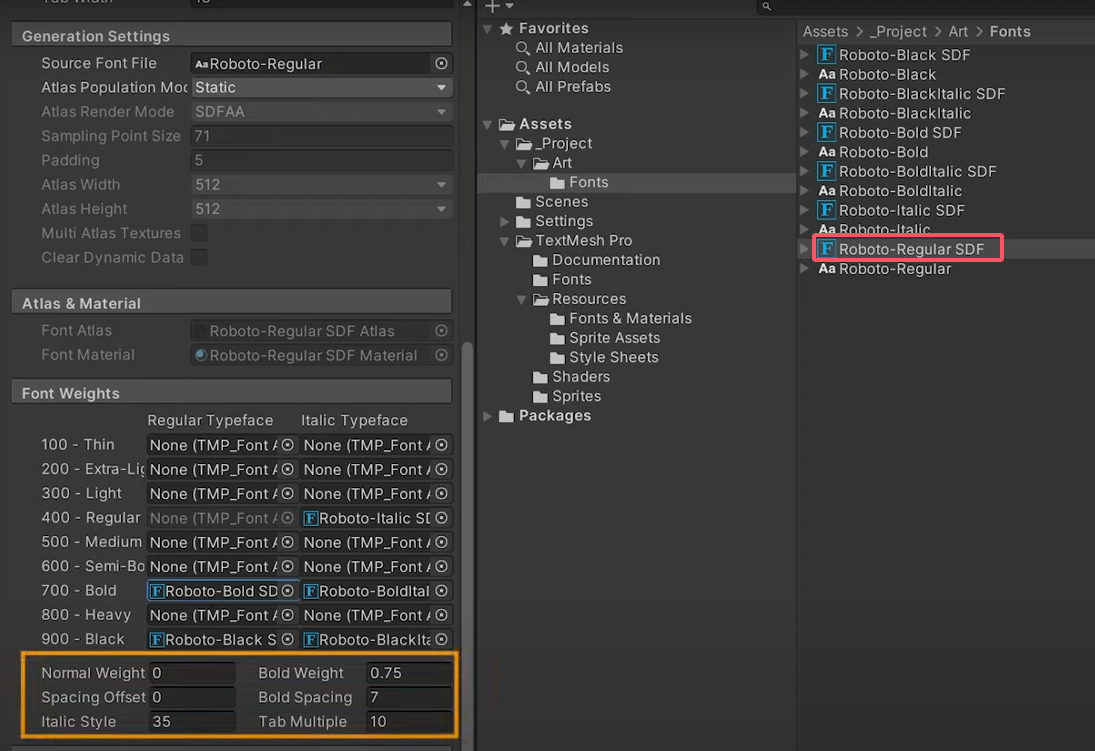 Generation Settings
Source Font File Aa Roboto-Regular
Atlas Population Mod Static
Atlas Render Mode SDFAA
Sampling Point Size 71
Padding 5
Atlas Width 512
Atlas Height 512
Multi Atlas Textures
Clear Dynamic Data
Atlas & Material
Font Atlas Roboto-Regular SDF Atlas
Font Material Roboto-Regular SDF Material
Font Weights
Regular Typeface Italic Typeface
100 - Thin None (TMP_Font A None (TMP_Font A
200 - Extra-Lig None (TMP_Font A None (TMP_Font A
300 - Light None (TMP_Font A None (TMP_Font A
400 - Regular None (TMP_Font A F Roboto-Italic SD
500 - Medium None (TMP_Font A None (TMP_Font A
600 - Semi-Bo None (TMP_Font A None (TMP_Font A
700 - Bold F Roboto-Bold SD F Roboto-BoldItal
800 - Heavy None (TMP_Font A None (TMP_Font A
900 - Black F Roboto-Black S F Roboto-BlackIta
Normal Weight 0 Bold Weight 0.75
Spacing Offset 0 Bold Spacing 7
Italic Style 35 Tab Multiple 10
Favorites
All Materials
All Models
All Prefabs
Assets
_Project
Art
Fonts
Scenes
Settings
TextMesh Pro
Documentation
Fonts
Resources
Fonts & Materials
Sprite Assets
Style Sheets
Shaders
Sprites
Packages
Assets > _Project > Art > Fonts
F Roboto-Black SDF
Aa Roboto-Black
F Roboto-BlackItalic SDF
Aa Roboto-BlackItalic
F Roboto-Bold SDF
Aa Roboto-Bold
F Roboto-BoldItalic SDF
Aa Roboto-BoldItalic
F Roboto-Italic SDF
Aa Roboto-Italic
F Roboto-Regular SDF
Aa Roboto-Regular